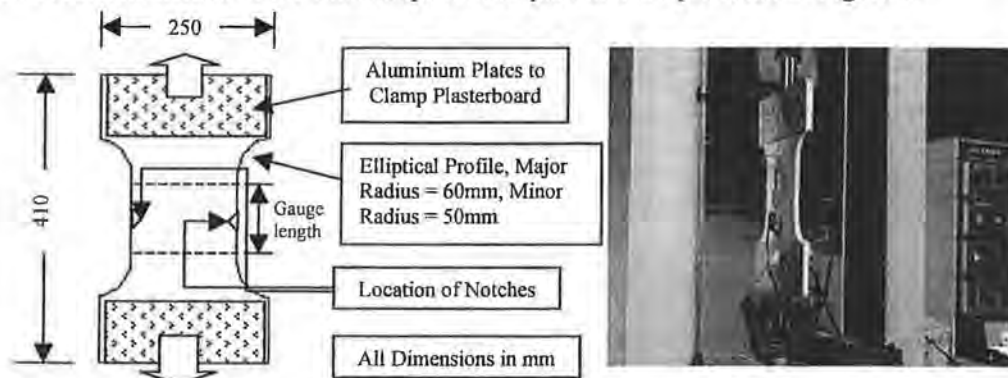 250
410
Aluminium Plates to
Clamp Plasterboard
Elliptical Profile, Major
Radius = 60mm, Minor
Radius = 50mm
Gauge
length
Location of Notches
All Dimensions in mm